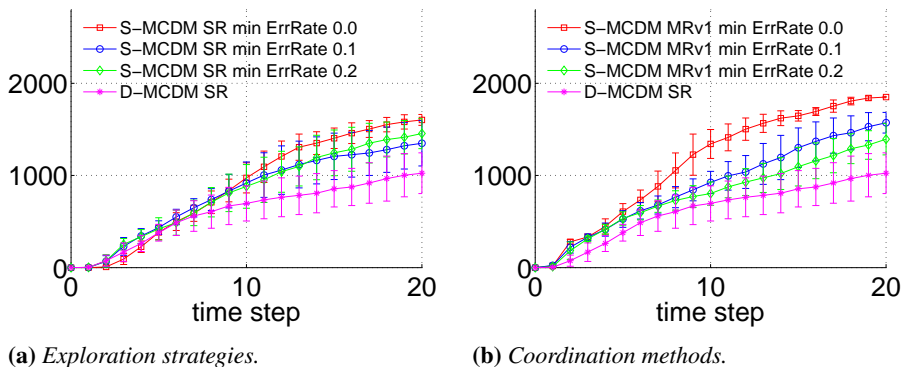 S−MCDM SR min ErrRate 0.0
S−MCDM SR min ErrRate 0.1
S−MCDM SR min ErrRate 0.2
D−MCDM SR
2000
1000
0
0 10 20
time step
(a) Exploration strategies.
S−MCDM MRv1 min ErrRate 0.0
S−MCDM MRv1 min ErrRate 0.1
S−MCDM MRv1 min ErrRate 0.2
D−MCDM SR
2000
1000
0
0 10 20
time step
(b) Coordination methods.